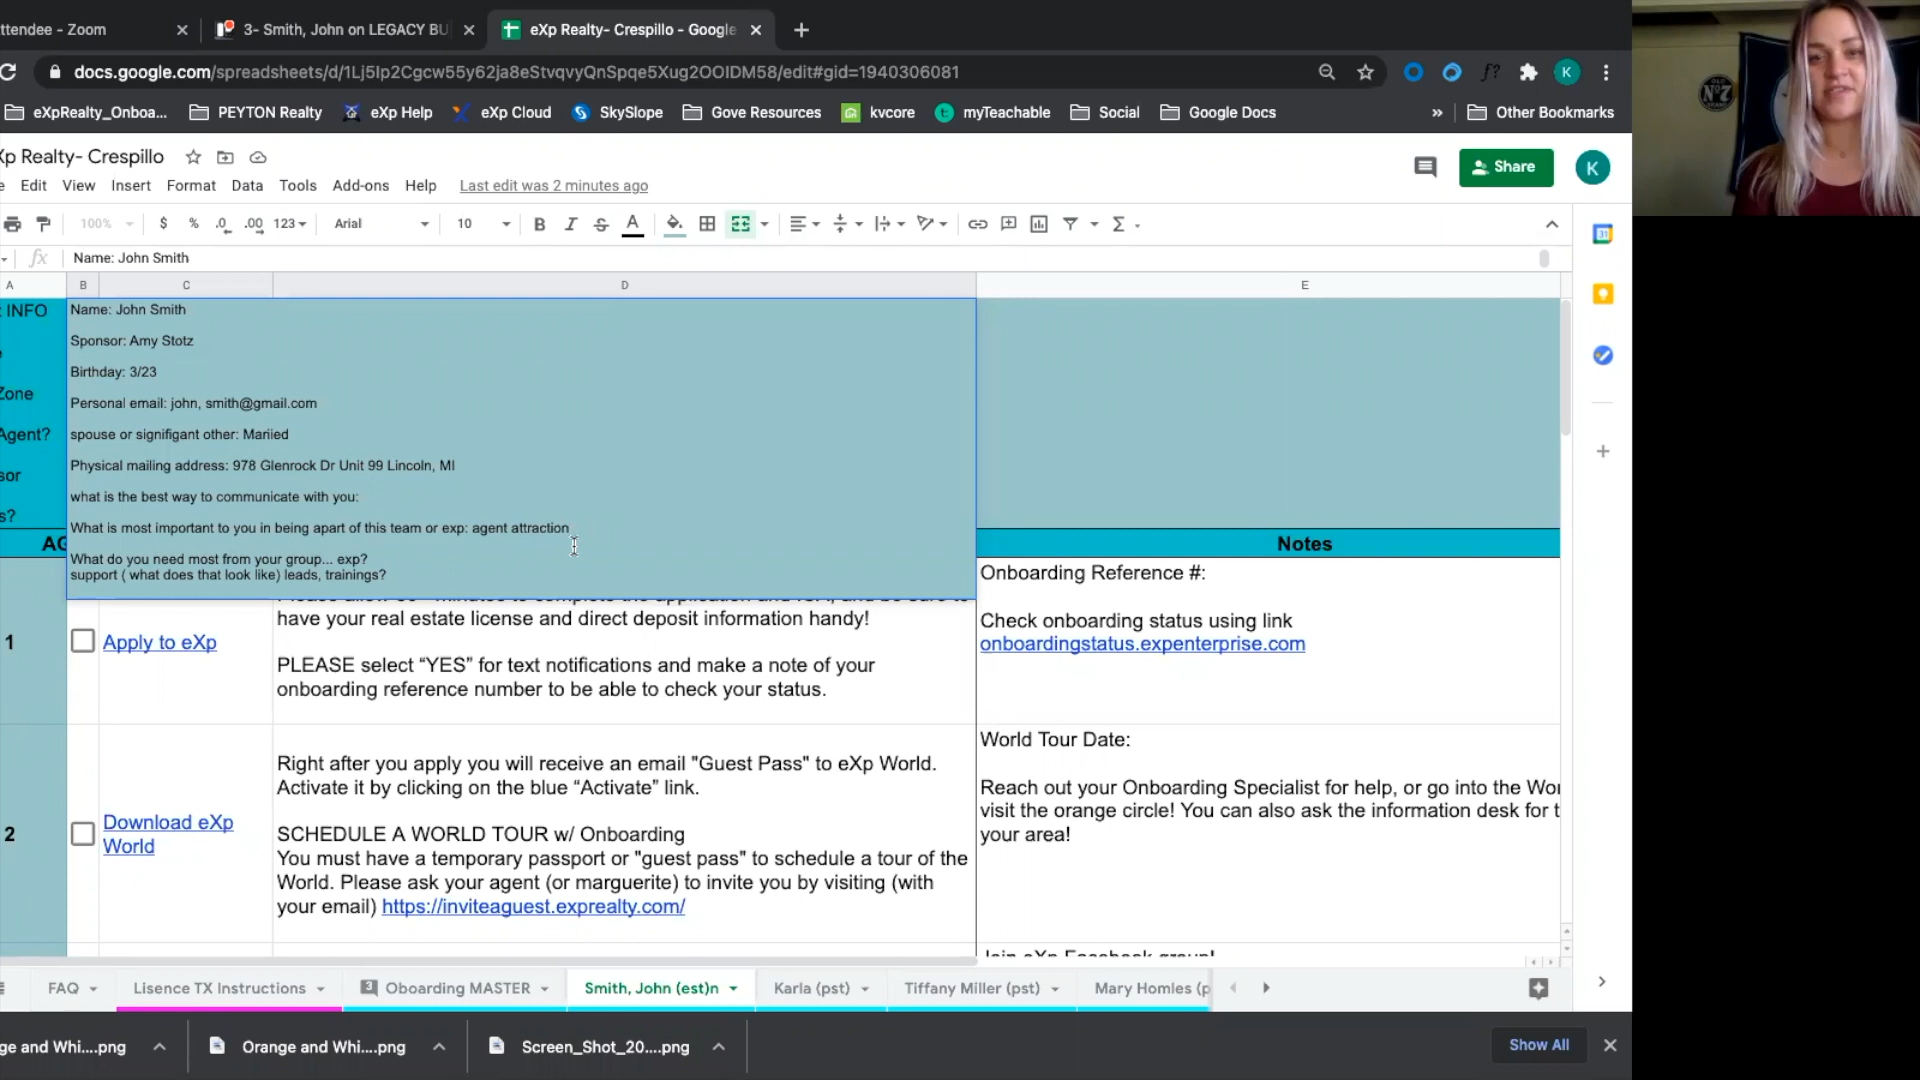 ttendee - Zoom
3- Smith, John on LEGACY BU
eXp Realty- Crespillo - Google
docs.google.com/spreadsheets/d/1Lj5Ip2Cgcw55y62ja8eStvqvyQnSpqe5Xug2OOIDM58/edit#gid=1940306081
f?
K
eXpRealty_Onboa...
PEYTON Realty
eXp Help
eXp Cloud
SkySlope
Gove Resources
kvcore
myTeachable
Social
Google Docs
»
Other Bookmarks
Xp Realty- Crespillo
Share
K
e Edit View Insert Format Data Tools Add-ons Help Last edit was 2 minutes ago
100% $ % .0 .00 123 Arial 10 B I S A
fx Name: John Smith
A B C D E
INFO
Name: John Smith
Sponsor: Amy Stotz
Birthday: 3/23
Zone
Personal email: john, smith@gmail.com
Agent?
spouse or signifigant other: Mariied
sor
Physical mailing address: 978 Glenrock Dr Unit 99 Lincoln, MI
s?
what is the best way to communicate with you:
What is most important to you in being apart of this team or exp: agent attraction
What do you need most from your group... exp?
support ( what does that look like) leads, trainings?
Notes
1
Apply to eXp
have your real estate license and direct deposit information handy!
PLEASE select “YES” for text notifications and make a note of your
onboarding reference number to be able to check your status.
Onboarding Reference #:
Check onboarding status using link
onboardingstatus.expenterprise.com
2
Download eXp
World
Right after you apply you will receive an email "Guest Pass" to eXp World.
Activate it by clicking on the blue “Activate” link.
SCHEDULE A WORLD TOUR w/ Onboarding
You must have a temporary passport or "guest pass" to schedule a tour of the
World. Please ask your agent (or marguerite) to invite you by visiting (with
your email) https://inviteaguest.exprealty.com/
World Tour Date:
Reach out your Onboarding Specialist for help, or go into the Wor
visit the orange circle! You can also ask the information desk for t
your area!
Join eXp Facebook group!
FAQ
Lisence TX Instructions
3 Oboarding MASTER
Smith, John (est)n
Karla (pst)
Tiffany Miller (pst)
Mary Homles (p
ge and Whi....png
Orange and Whi....png
Screen_Shot_20....png
Show All
31
OLD
No7
BRAND